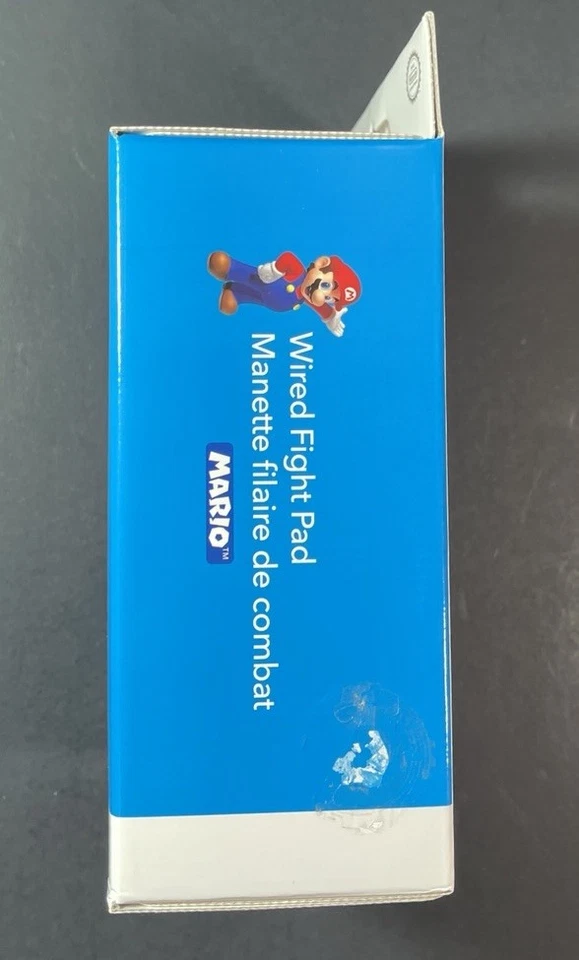 Wired Fight Pad
Manette filaire de combat
MARIO™